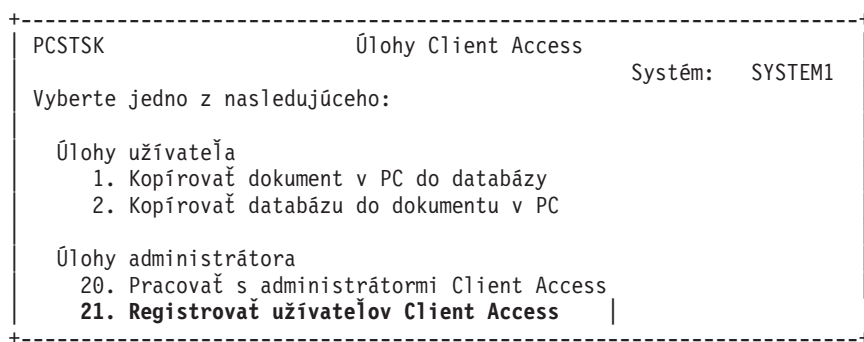 PCSTSK Úlohy Client Access
Systém: SYSTEM1
Vyberte jedno z nasledujúceho:
Úlohy užívateľa
1. Kopírovať dokument v PC do databázy
2. Kopírovať databázu do dokumentu v PC
Úlohy administrátora
20. Pracovať s administrátormi Client Access
21. Registrovať užívateľov Client Access